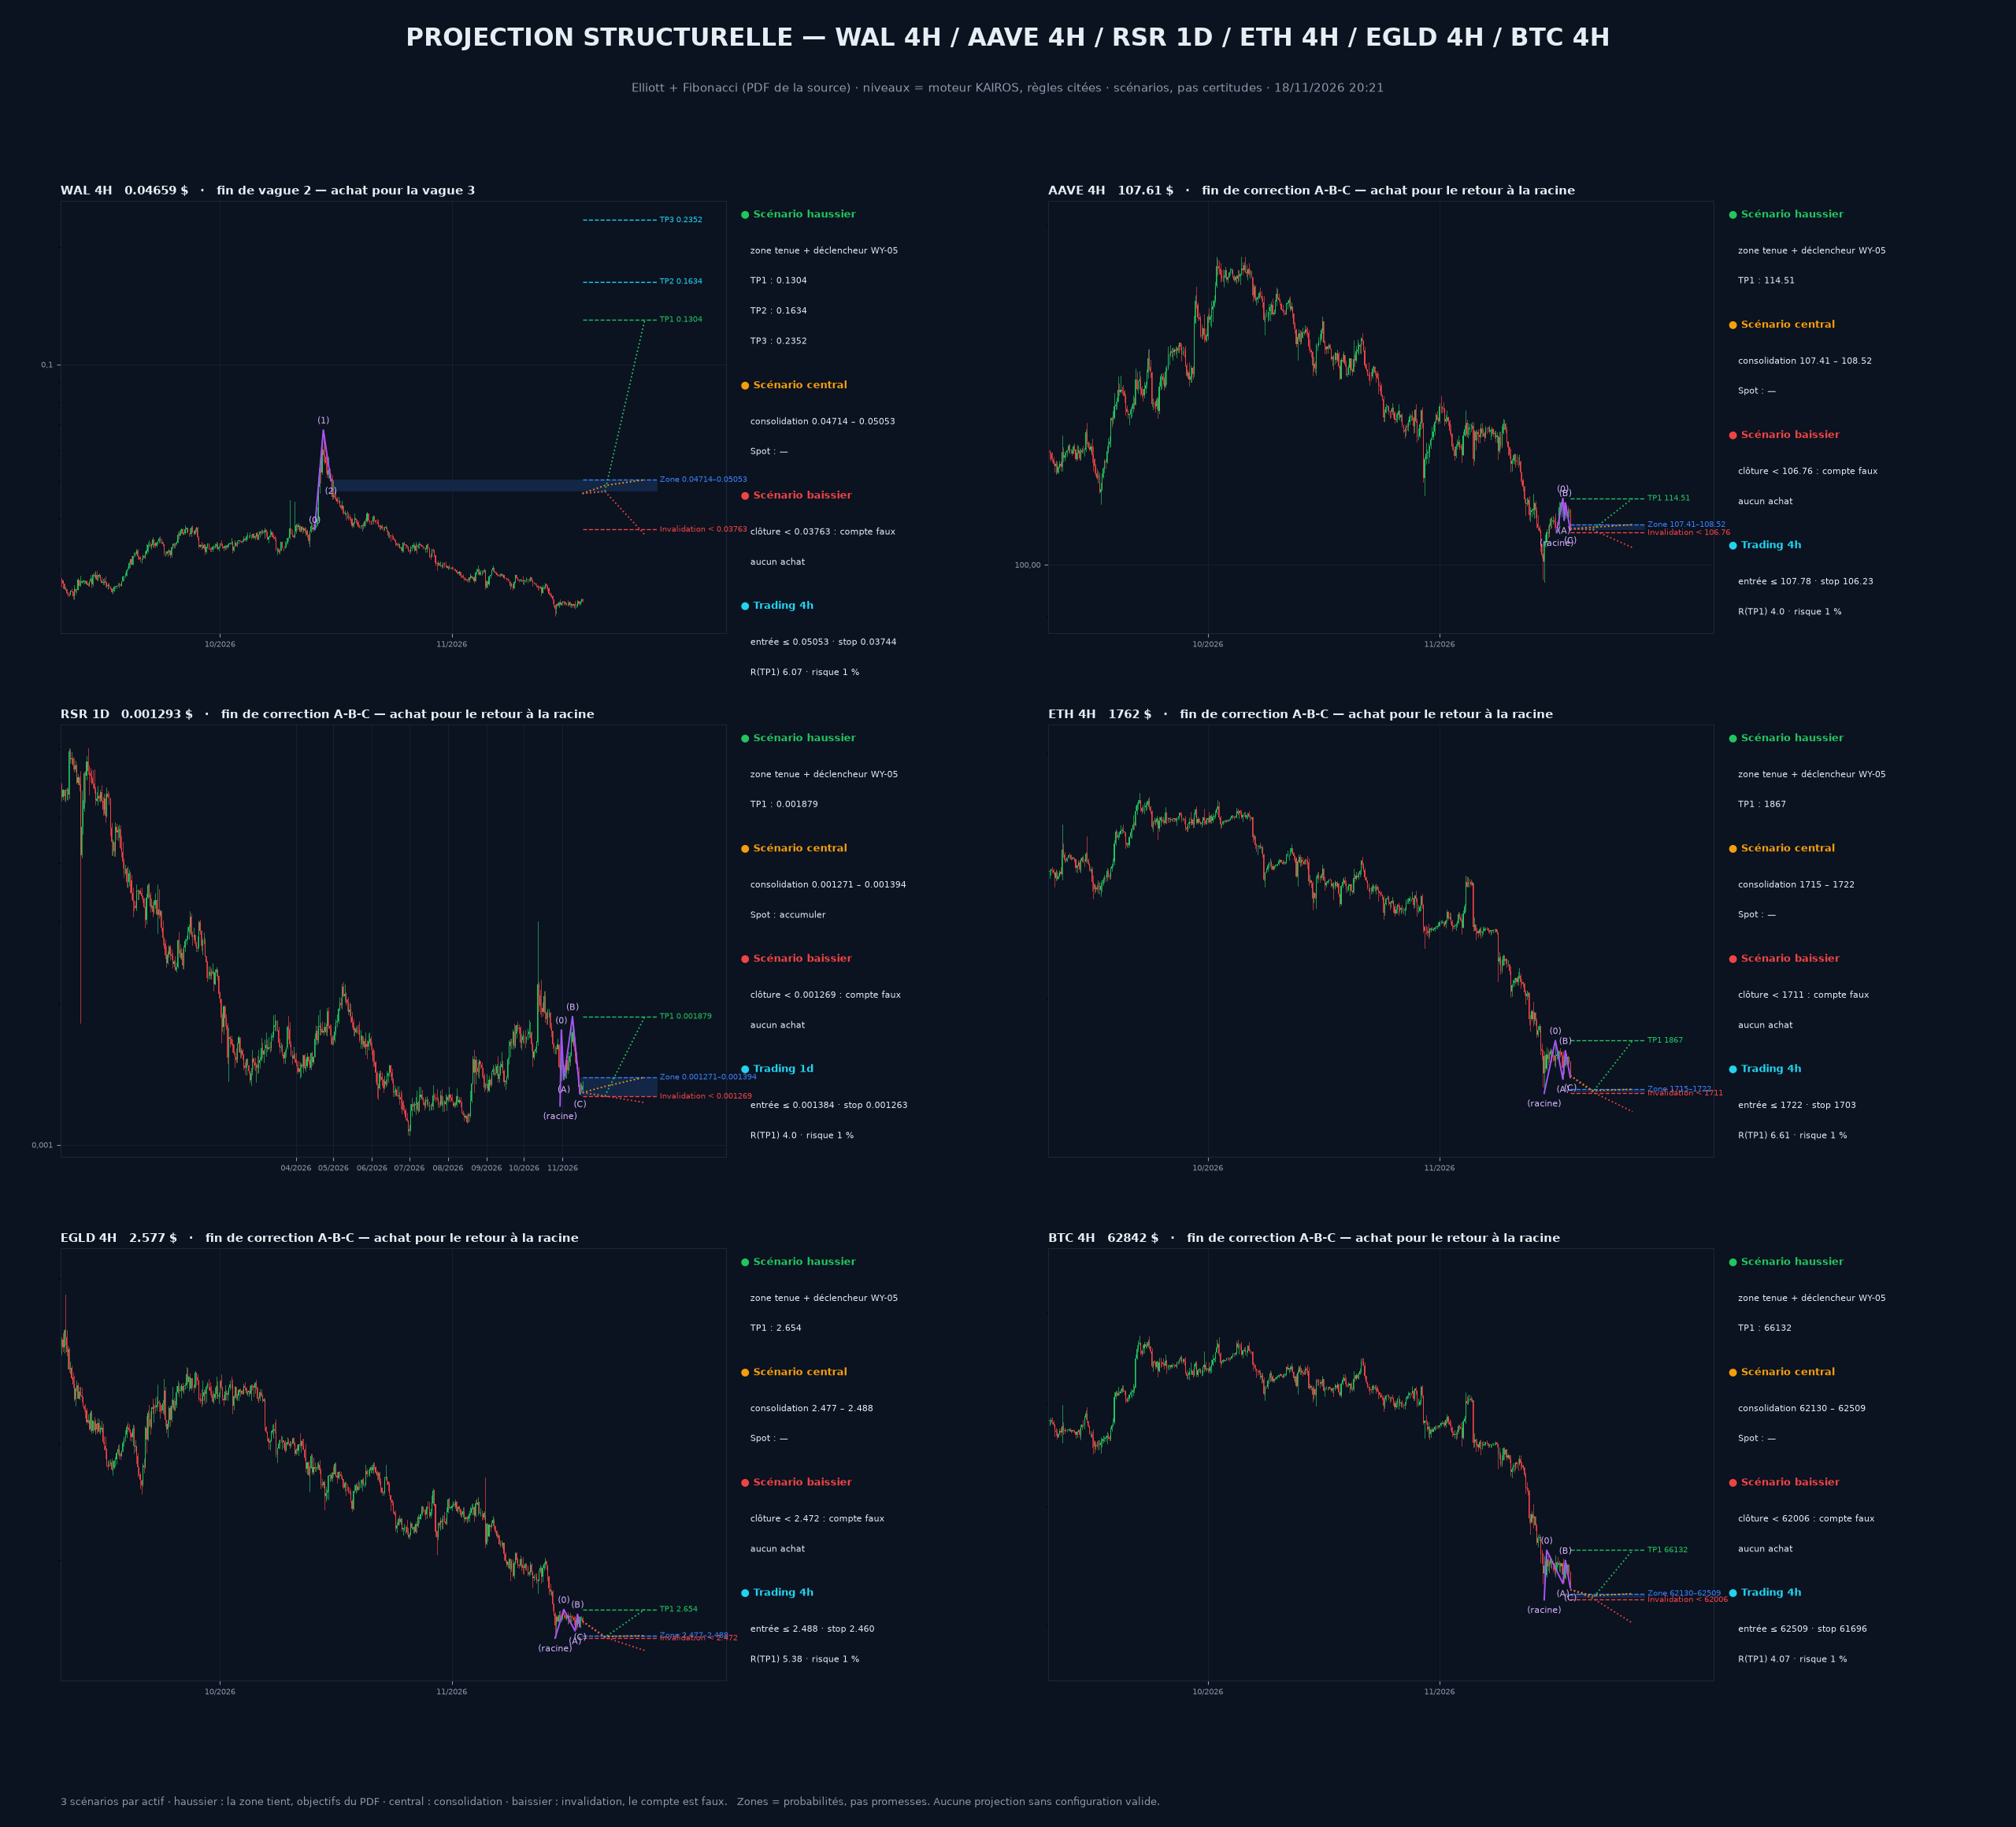 PROJECTION STRUCTURELLE — WAL 4H / AAVE 4H / RSR 1D / ETH 4H / EGLD 4H / BTC 4H
Elliott + Fibonacci (PDF de la source) · niveaux = moteur KAIROS, règles citées · scénarios, pas certitudes · 18/11/2026 20:21
WAL 4H 0.04659 $ · fin de vague 2 — achat pour la vague 3
TP3 0.2352
TP2 0.1634
TP1 0.1304
0,1
(1)
(2)
(0)
Zone 0.04714–0.05053
Invalidation < 0.03763
10/2026
11/2026
● Scénario haussier
zone tenue + déclencheur WY-05
TP1 : 0.1304
TP2 : 0.1634
TP3 : 0.2352
● Scénario central
consolidation 0.04714 – 0.05053
Spot : —
● Scénario baissier
clôture < 0.03763 : compte faux
aucun achat
● Trading 4h
entrée ≤ 0.05053 · stop 0.03744
R(TP1) 6.07 · risque 1 %
AAVE 4H 107.61 $ · fin de correction A-B-C — achat pour le retour à la racine
(0)
(B)
TP1 114.51
Zone 107.41–108.52
Invalidation < 106.76
(A)
(C)
(racine)
100,00
10/2026
11/2026
● Scénario haussier
zone tenue + déclencheur WY-05
TP1 : 114.51
● Scénario central
consolidation 107.41 – 108.52
Spot : —
● Scénario baissier
clôture < 106.76 : compte faux
aucun achat
● Trading 4h
entrée ≤ 107.78 · stop 106.23
R(TP1) 4.0 · risque 1 %
RSR 1D 0.001293 $ · fin de correction A-B-C — achat pour le retour à la racine
(B)
(0)
TP1 0.001879
Zone 0.001271–0.001394
(A)
Invalidation < 0.001269
(C)
(racine)
0,001
04/2026
05/2026
06/2026
07/2026
08/2026
09/2026
10/2026
11/2026
● Scénario haussier
zone tenue + déclencheur WY-05
TP1 : 0.001879
● Scénario central
consolidation 0.001271 – 0.001394
Spot : accumuler
● Scénario baissier
clôture < 0.001269 : compte faux
aucun achat
● Trading 1d
entrée ≤ 0.001384 · stop 0.001263
R(TP1) 4.0 · risque 1 %
ETH 4H 1762 $ · fin de correction A-B-C — achat pour le retour à la racine
(0)
(B)
TP1 1867
(A)
(C)
Zone 1715–1722
Invalidation < 1711
(racine)
10/2026
11/2026
● Scénario haussier
zone tenue + déclencheur WY-05
TP1 : 1867
● Scénario central
consolidation 1715 – 1722
Spot : —
● Scénario baissier
clôture < 1711 : compte faux
aucun achat
● Trading 4h
entrée ≤ 1722 · stop 1703
R(TP1) 6.61 · risque 1 %
EGLD 4H 2.577 $ · fin de correction A-B-C — achat pour le retour à la racine
(0)
(B)
TP1 2.654
Zone 2.477–2.488
Invalidation < 2.472
(C)
(A)
(racine)
10/2026
11/2026
● Scénario haussier
zone tenue + déclencheur WY-05
TP1 : 2.654
● Scénario central
consolidation 2.477 – 2.488
Spot : —
● Scénario baissier
clôture < 2.472 : compte faux
aucun achat
● Trading 4h
entrée ≤ 2.488 · stop 2.460
R(TP1) 5.38 · risque 1 %
BTC 4H 62842 $ · fin de correction A-B-C — achat pour le retour à la racine
(0)
(B)
TP1 66132
(A)
(C)
Zone 62130–62509
Invalidation < 62006
(racine)
10/2026
11/2026
● Scénario haussier
zone tenue + déclencheur WY-05
TP1 : 66132
● Scénario central
consolidation 62130 – 62509
Spot : —
● Scénario baissier
clôture < 62006 : compte faux
aucun achat
● Trading 4h
entrée ≤ 62509 · stop 61696
R(TP1) 4.07 · risque 1 %
3 scénarios par actif · haussier : la zone tient, objectifs du PDF · central : consolidation · baissier : invalidation, le compte est faux. Zones = probabilités, pas promesses. Aucune projection sans configuration valide.